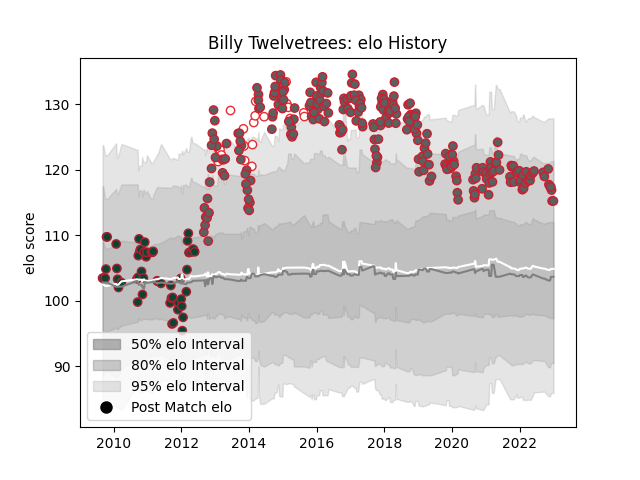 Billy Twelvetrees: elo History
elo score
130
120
110
100
90
50% elo Interval
80% elo Interval
95% elo Interval
Post Match elo
2010 2012 2014 2016 2018 2020 2022